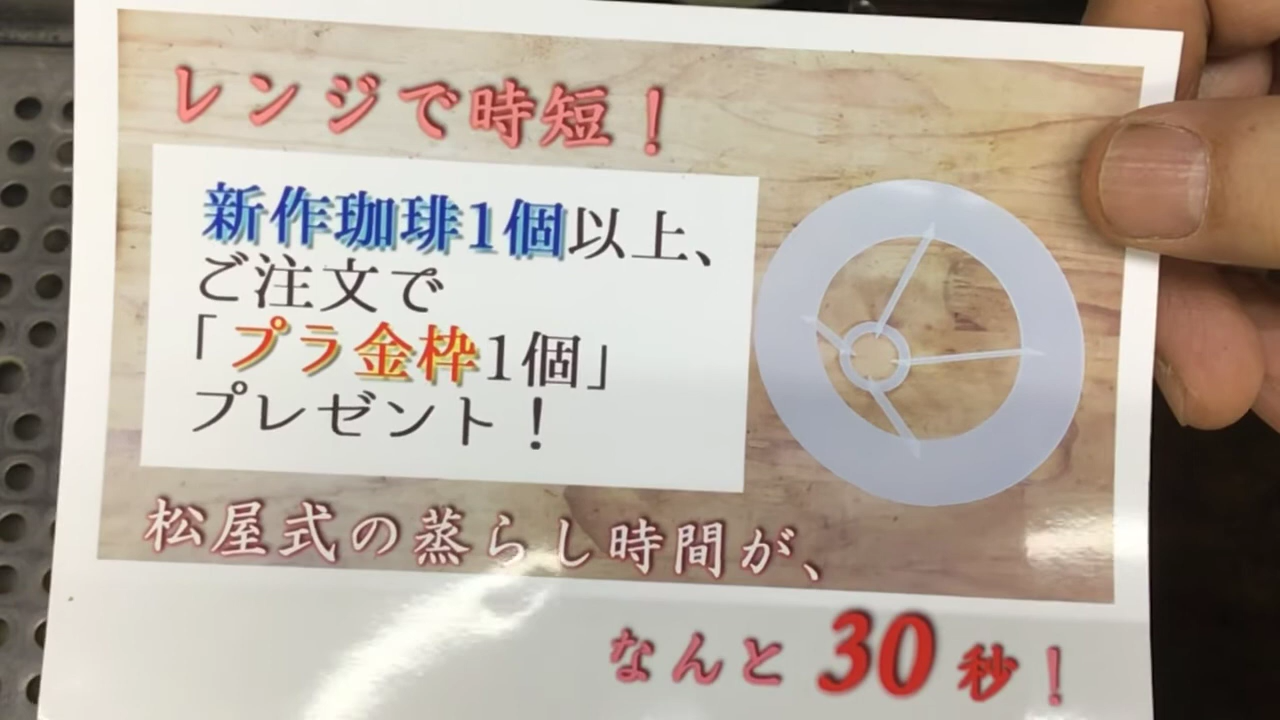 レンジで時短！
新作珈琲1個以上、
ご注文で
「プラ金枠1個」
プレゼント！
松屋式の蒸らし時間が、
なんと 30 秒！